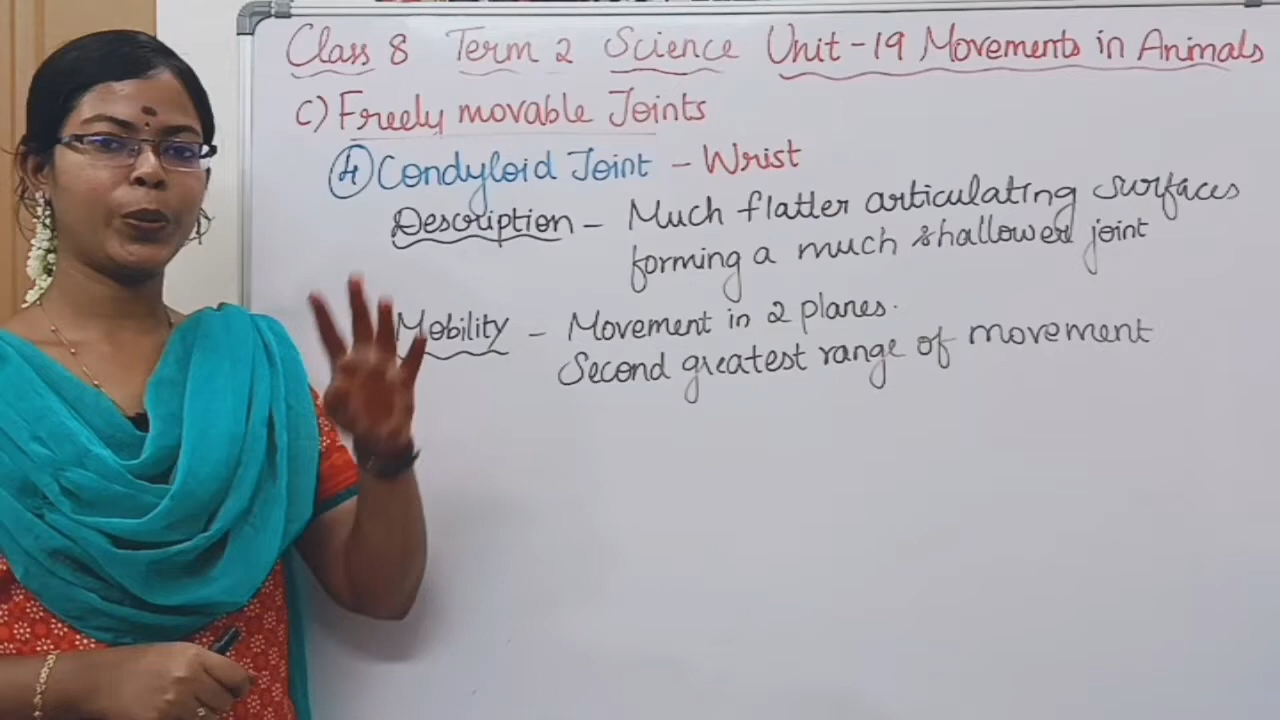 Class 8 Term 2 Science Unit - 19 Movements in Animals
c) Freely movable Joints
④ Condyloid Joint - Wrist
Description - Much flatter articulating surfaces
forming a much shallower joint
Mobility - Movement in 2 planes.
Second greatest range of movement